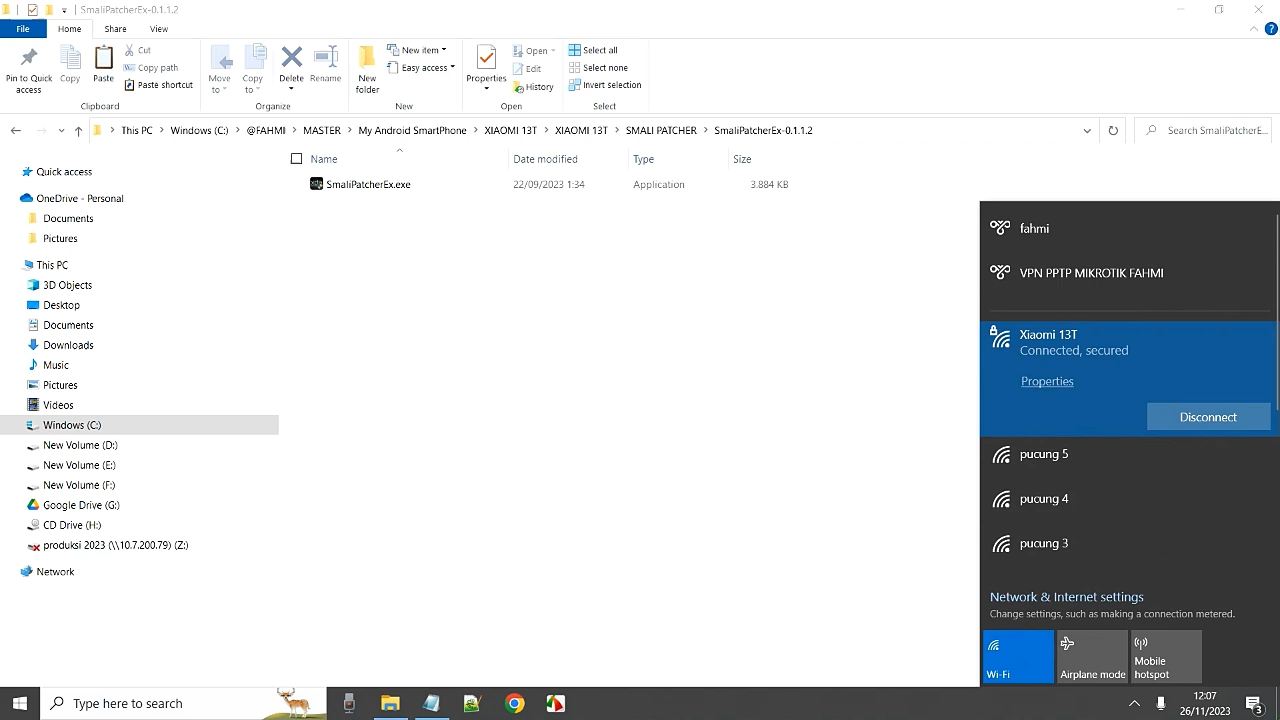 SmaliPatcherEx-0.1.1.2
File Home Share View
Pin to Quick access
Copy
Paste
Cut
Copy path
Paste shortcut
Clipboard
Move to
Copy to
Delete
Rename
Organize
New folder
New item
Easy access
New
Properties
Open
Edit
History
Open
Select all
Select none
Invert selection
Select
This PC > Windows (C:) > @FAHMI > MASTER > My Android SmartPhone > XIAOMI 13T > XIAOMI 13T > SMALI PATCHER > SmaliPatcherEx-0.1.1.2
Search SmaliPatcherE...
Name Date modified Type Size
SmaliPatcherEx.exe 22/09/2023 1:34 Application 3.884 KB
Quick access
OneDrive - Personal
Documents
Pictures
This PC
3D Objects
Desktop
Documents
Downloads
Music
Pictures
Videos
Windows (C:)
New Volume (D:)
New Volume (E:)
New Volume (F:)
Google Drive (G:)
CD Drive (H:)
produksi 2023 (\\10.7.200.79) (Z:)
Network
fahmi
VPN PPTP MIKROTIK FAHMI
Xiaomi 13T
Connected, secured
Properties
Disconnect
pucung 5
pucung 4
pucung 3
Network & Internet settings
Change settings, such as making a connection metered.
Wi-Fi
Airplane mode
Mobile hotspot
Type here to search
12:07
26/11/2023
3